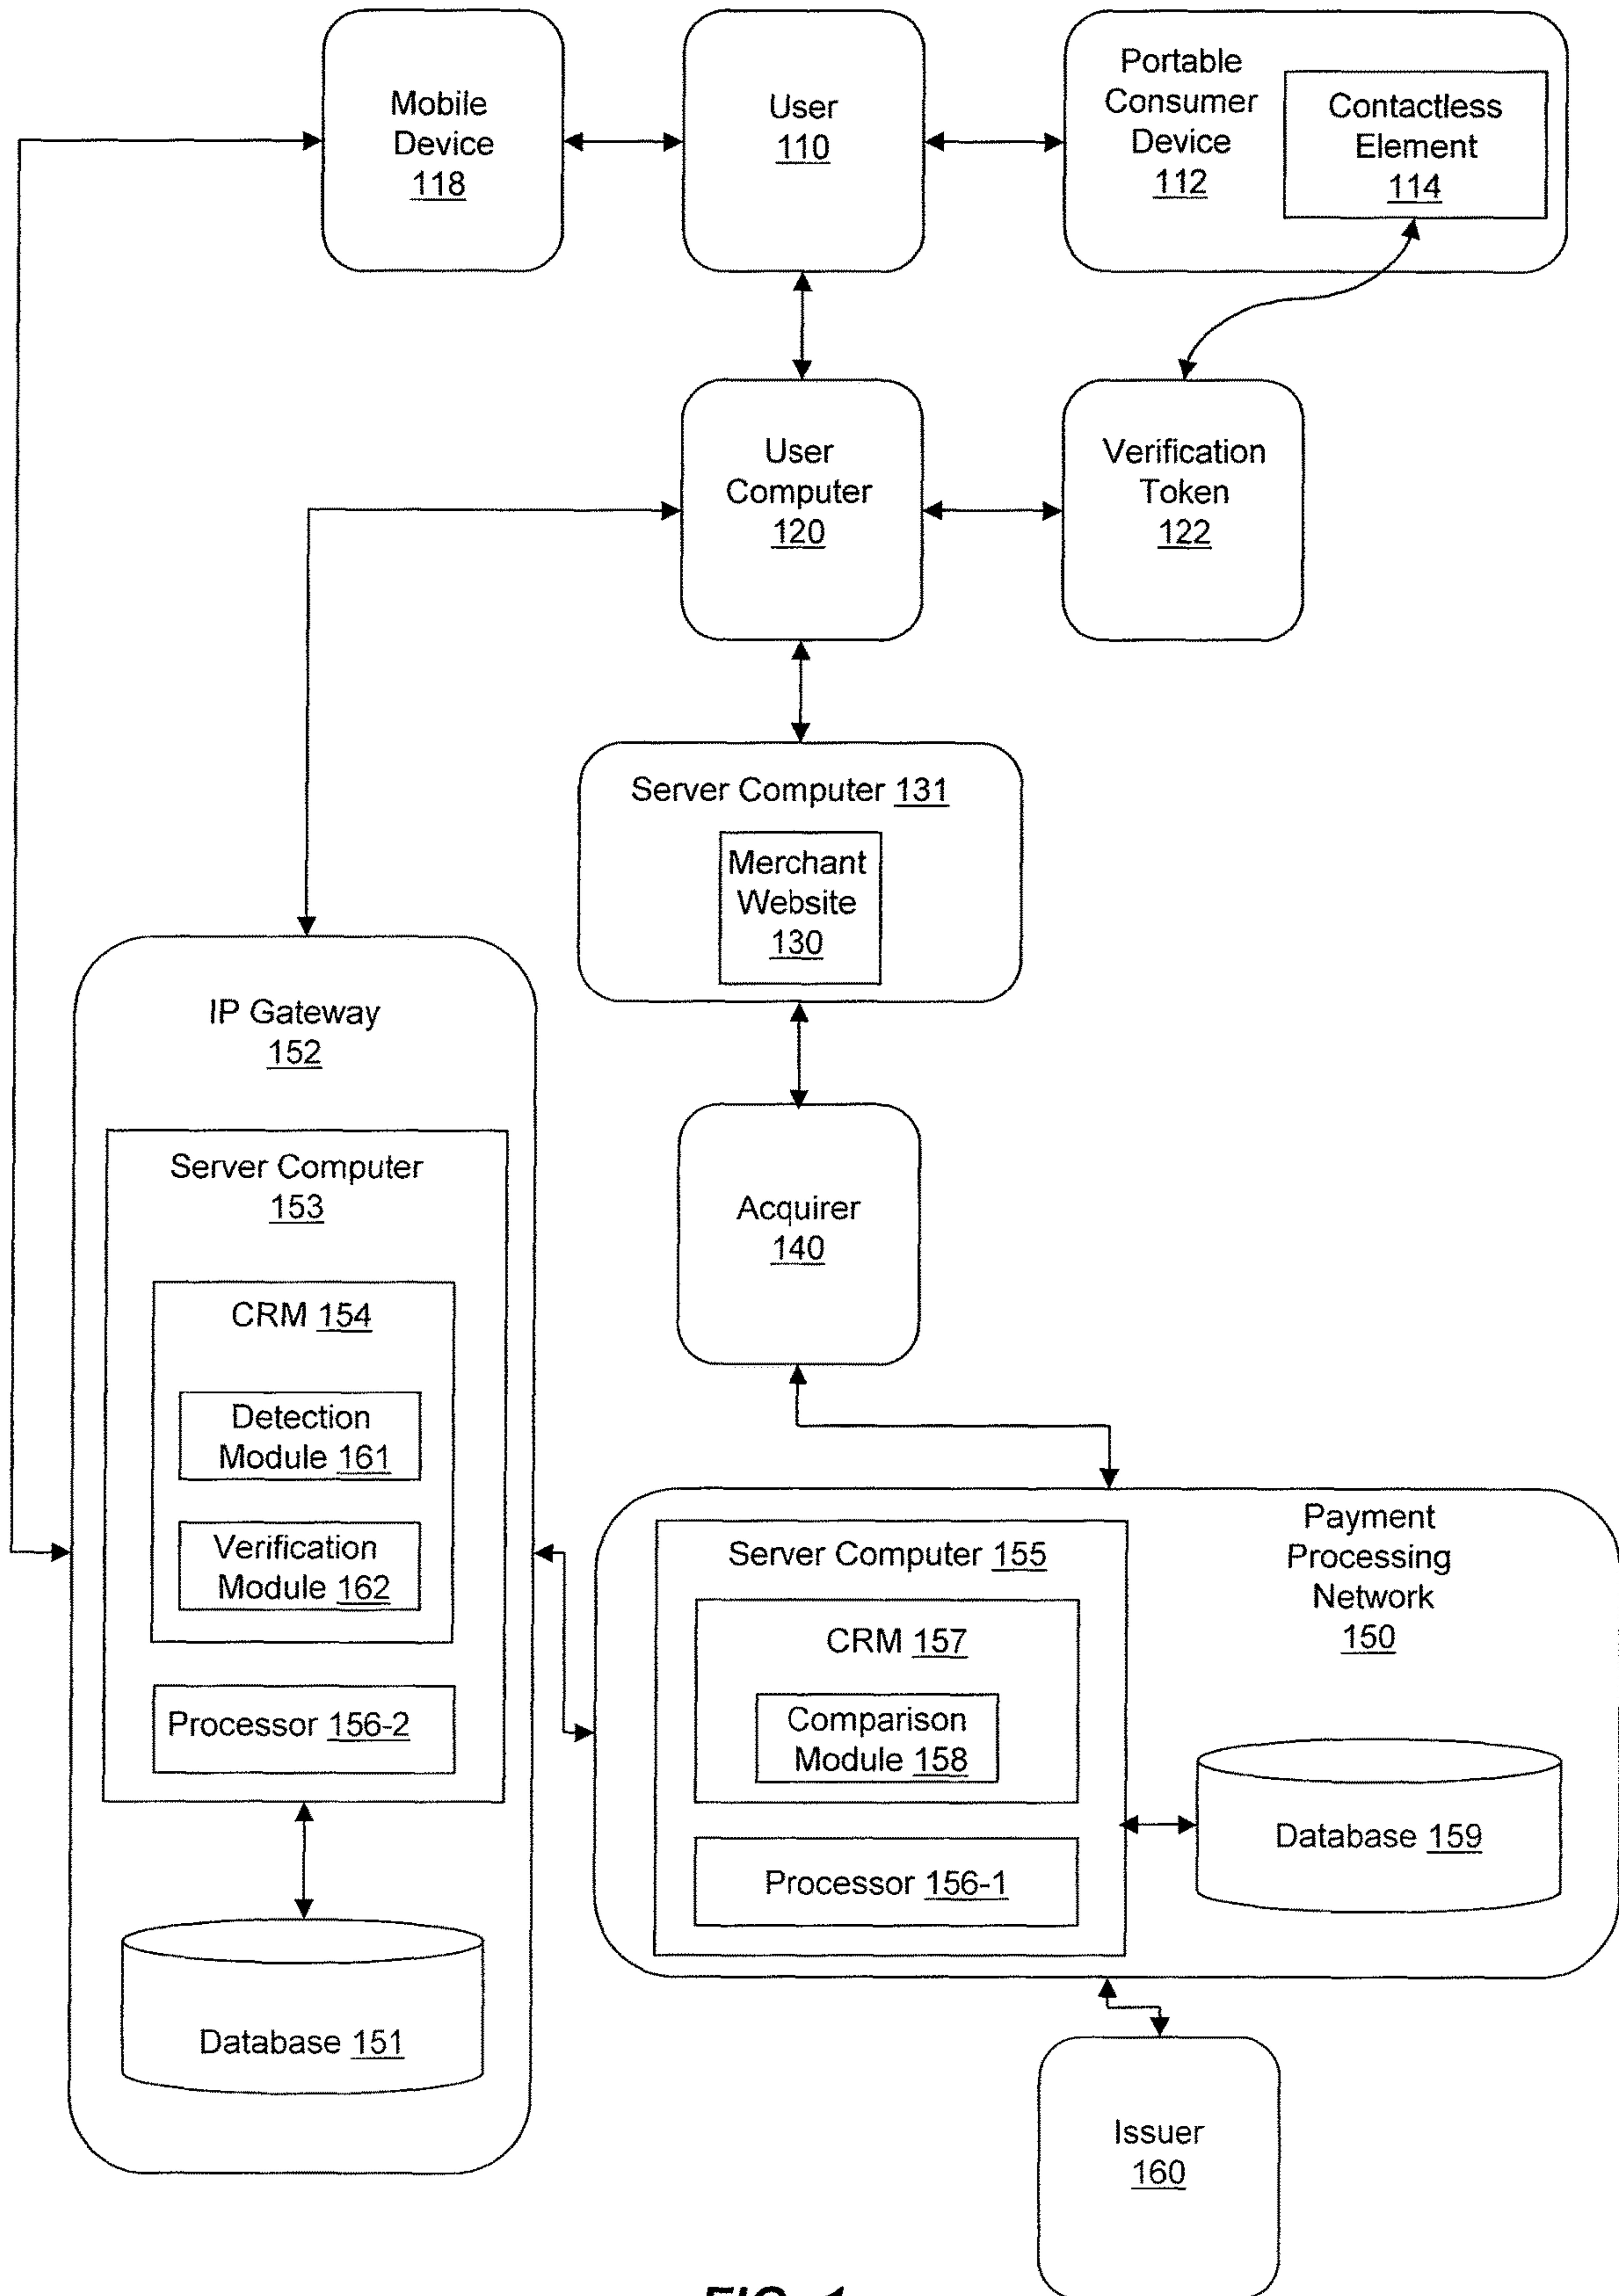 Mobile
Device
118
User
110
Portable
Consumer
Device
112
Contactless
Element
114
User
Computer
120
Verification
Token
122
Server Computer 131
Merchant
Website
130
IP Gateway
152
Server Computer
153
CRM 154
Detection
Module 161
Verification
Module 162
Processor 156-2
Database 151
Acquirer
140
Payment
Processing
Network
150
Server Computer 155
CRM 157
Comparison
Module 158
Processor 156-1
Database 159
Issuer
160
FIG. 1